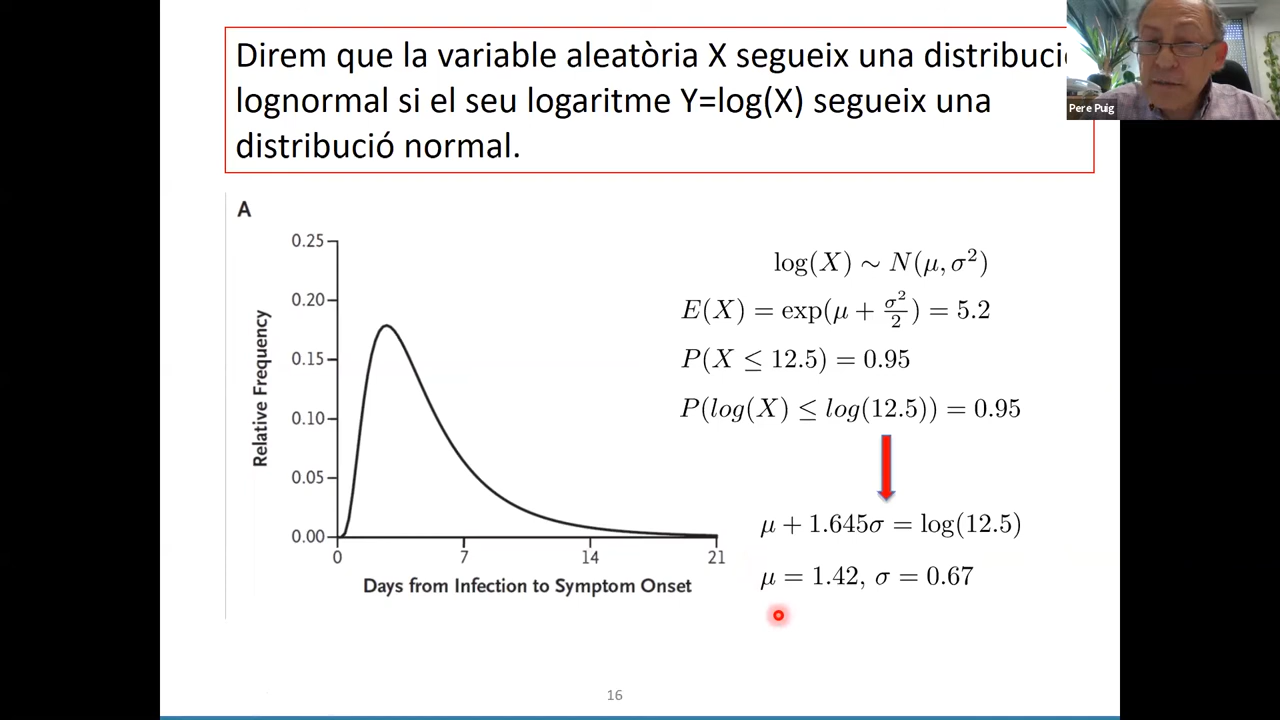 Direm que la variable aleatòria X segueix una distribució
lognormal si el seu logaritme Y=log(X) segueix una
distribució normal.
Pere Puig
A
0.25
0.20
0.15
0.10
0.05
0.00
Relative Frequency
0 7 14 21
Days from Infection to Symptom Onset
log(X) ∼ N(μ, σ²)
E(X) = exp(μ + σ²/2) = 5.2
P(X ≤ 12.5) = 0.95
P(log(X) ≤ log(12.5)) = 0.95
μ + 1.645σ = log(12.5)
μ = 1.42, σ = 0.67
16